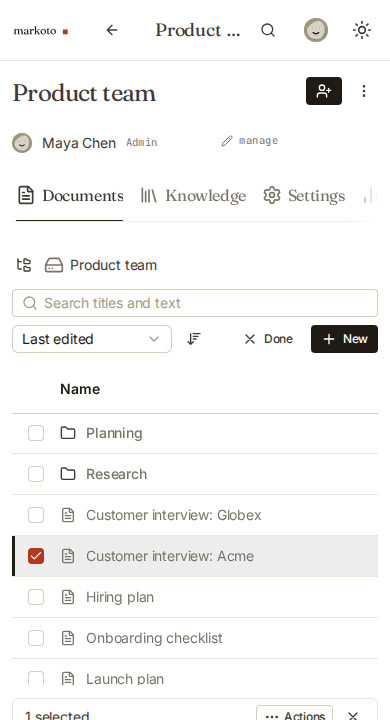 markoto
Product ...
Product team
Maya Chen Admin manage
Documents Knowledge Settings
Product team
Search titles and text
Last edited Done New
Name
Planning
Research
Customer interview: Globex
Customer interview: Acme
Hiring plan
Onboarding checklist
Launch plan
1 selected Actions